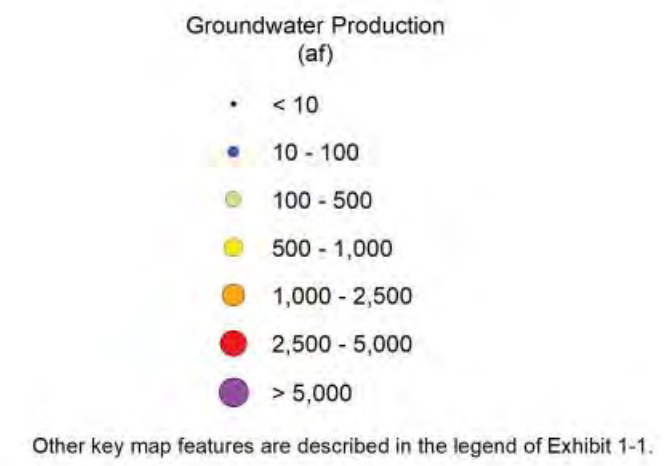 Groundwater Production
(af)
< 10
10 - 100
100 - 500
500 - 1,000
1,000 - 2,500
2,500 - 5,000
> 5,000
Other key map features are described in the legend of Exhibit 1-1.